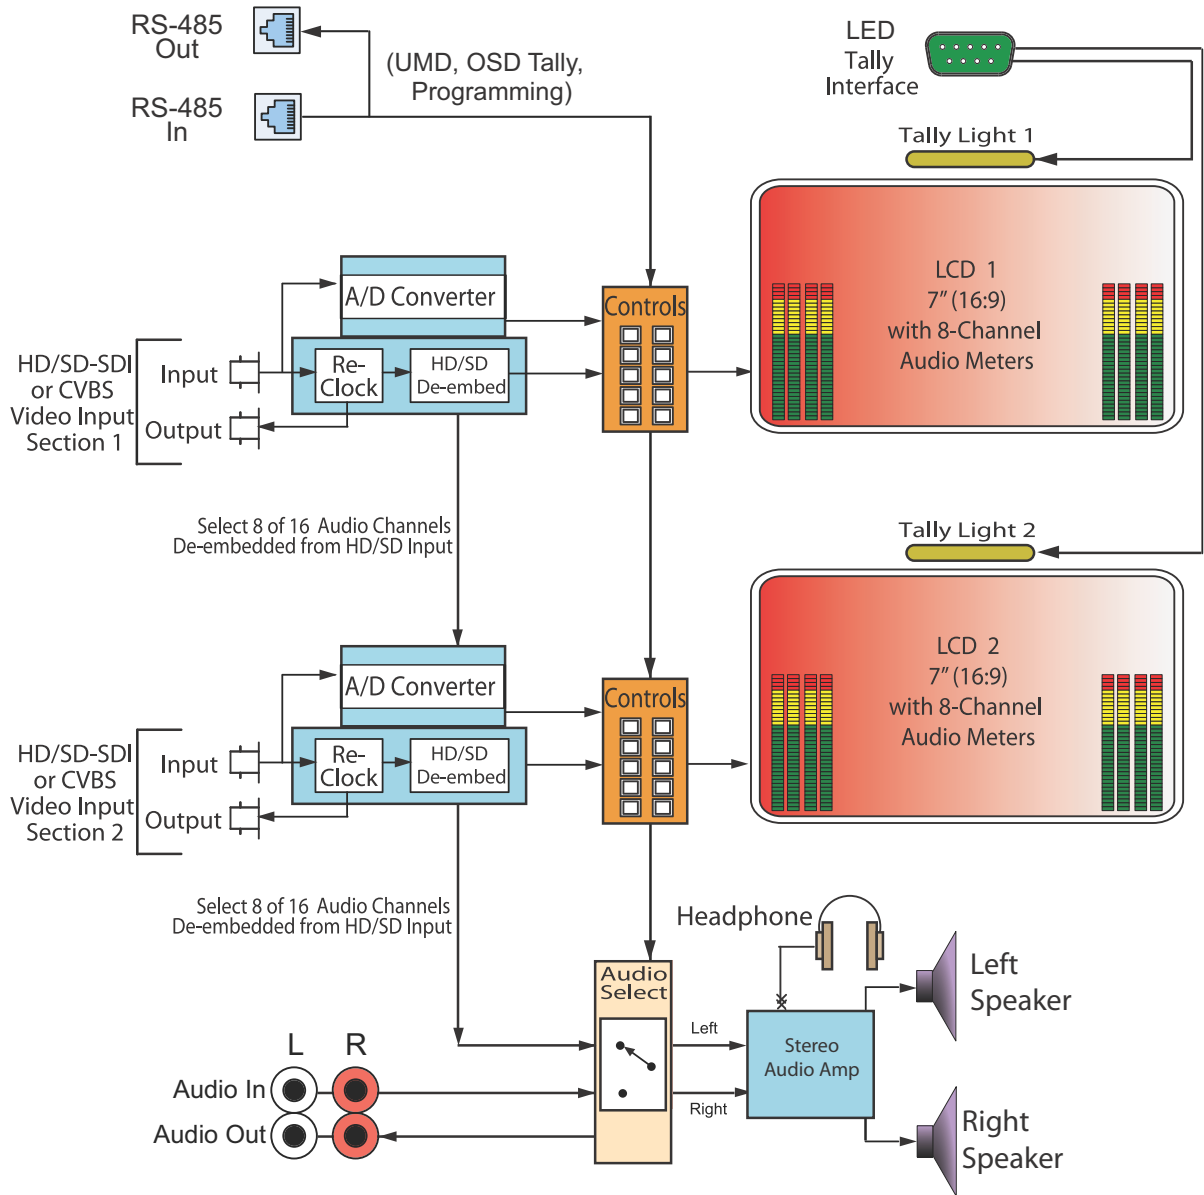 RS-485
Out
(UMD, OSD Tally,
Programming)
RS-485
In
LED
Tally
Interface
Tally Light 1
A/D Converter
Controls
LCD 1
7” (16:9)
with 8-Channel
Audio Meters
HD/SD-SDI
or CVBS
Video Input
Section 1
Input
Output
Re-
Clock
HD/SD
De-embed
Select 8 of 16 Audio Channels
De-embedded from HD/SD Input
Tally Light 2
A/D Converter
Controls
LCD 2
7” (16:9)
with 8-Channel
Audio Meters
HD/SD-SDI
or CVBS
Video Input
Section 2
Input
Output
Re-
Clock
HD/SD
De-embed
Select 8 of 16 Audio Channels
De-embedded from HD/SD Input
Headphone
Audio
Select
Left
Speaker
Left
Right
Stereo
Audio Amp
L R
Audio In
Audio Out
Right
Speaker